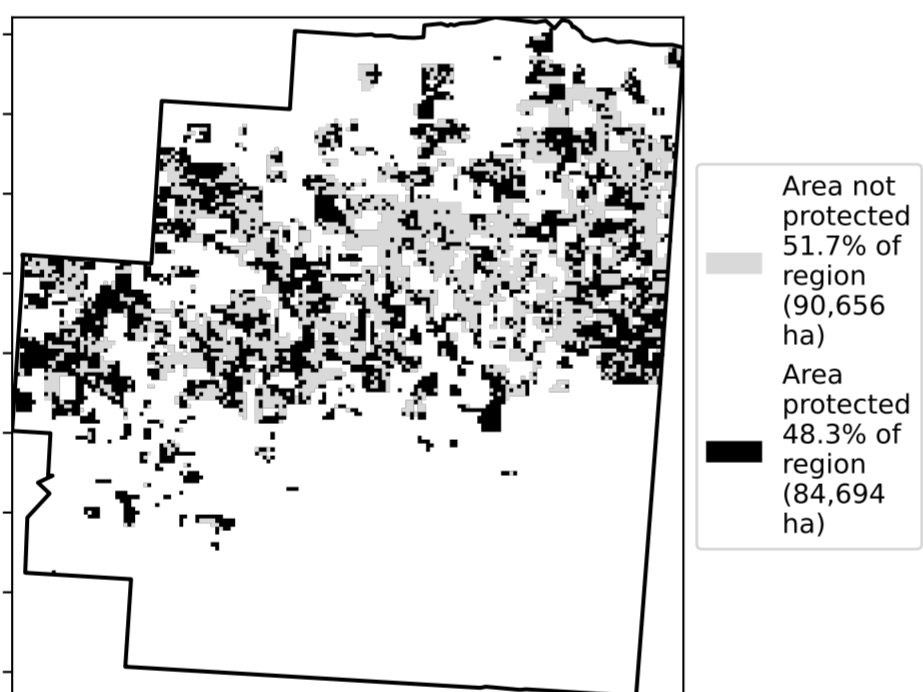 Area not
protected
51.7% of
region
(90,656
ha)
Area
protected
48.3% of
region
(84,694
ha)